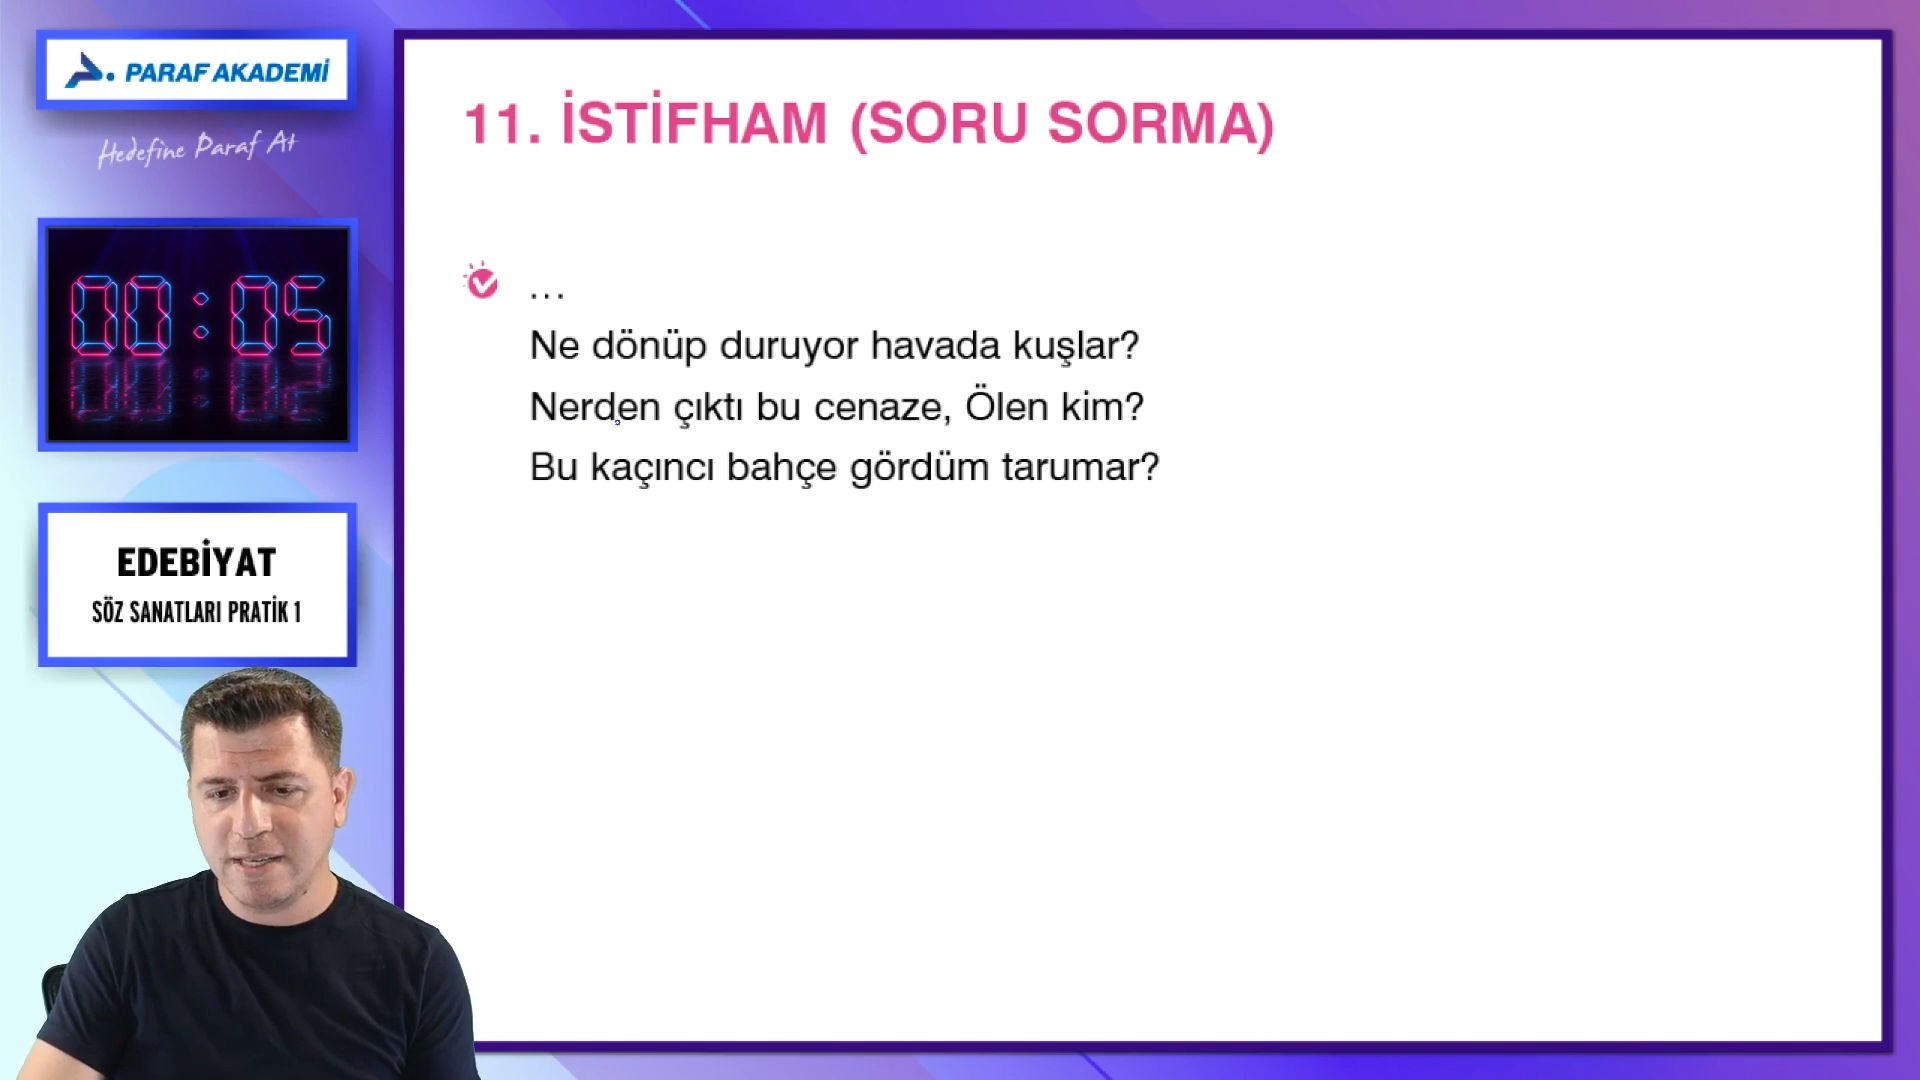 PARAF AKADEMİ
Hedefine Paraf At
00:05
EDEBİYAT
SÖZ SANATLARI PRATİK 1
11. İSTİFHAM (SORU SORMA)
...
Ne dönüp duruyor havada kuşlar?
Nerden çıktı bu cenaze, Ölen kim?
Bu kaçıncı bahçe gördüm tarumar?